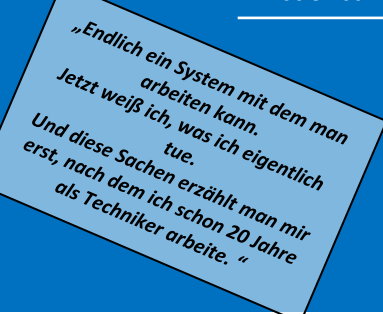 „Endlich ein System mit dem man
arbeiten kann.
Jetzt weiß ich, was ich eigentlich
tue.
Und diese Sachen erzählt man mir
erst, nach dem ich schon 20 Jahre
als Techniker arbeite. “